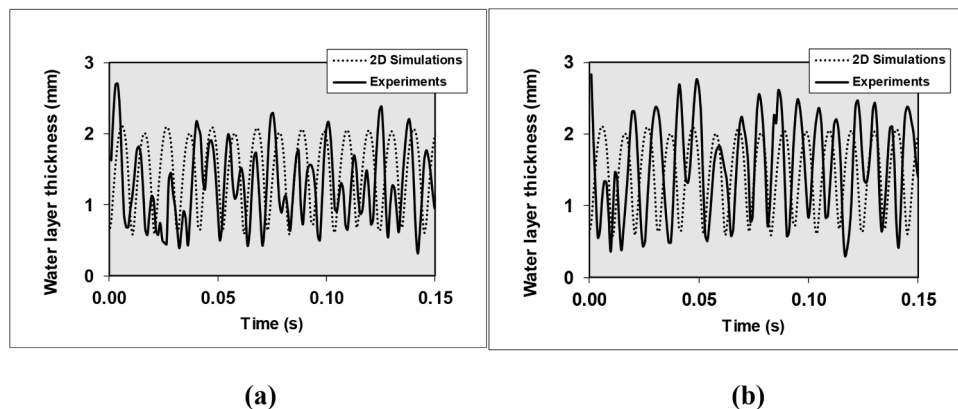 3
2D Simulations
Experiments
2
1
0
Water layer thickness (mm)
0.00 0.05 0.10 0.15
Time (s)
(a)
3
2D Simulations
Experiments
2
1
0
Water layer thickness (mm)
0.00 0.05 0.10 0.15
Time (s)
(b)